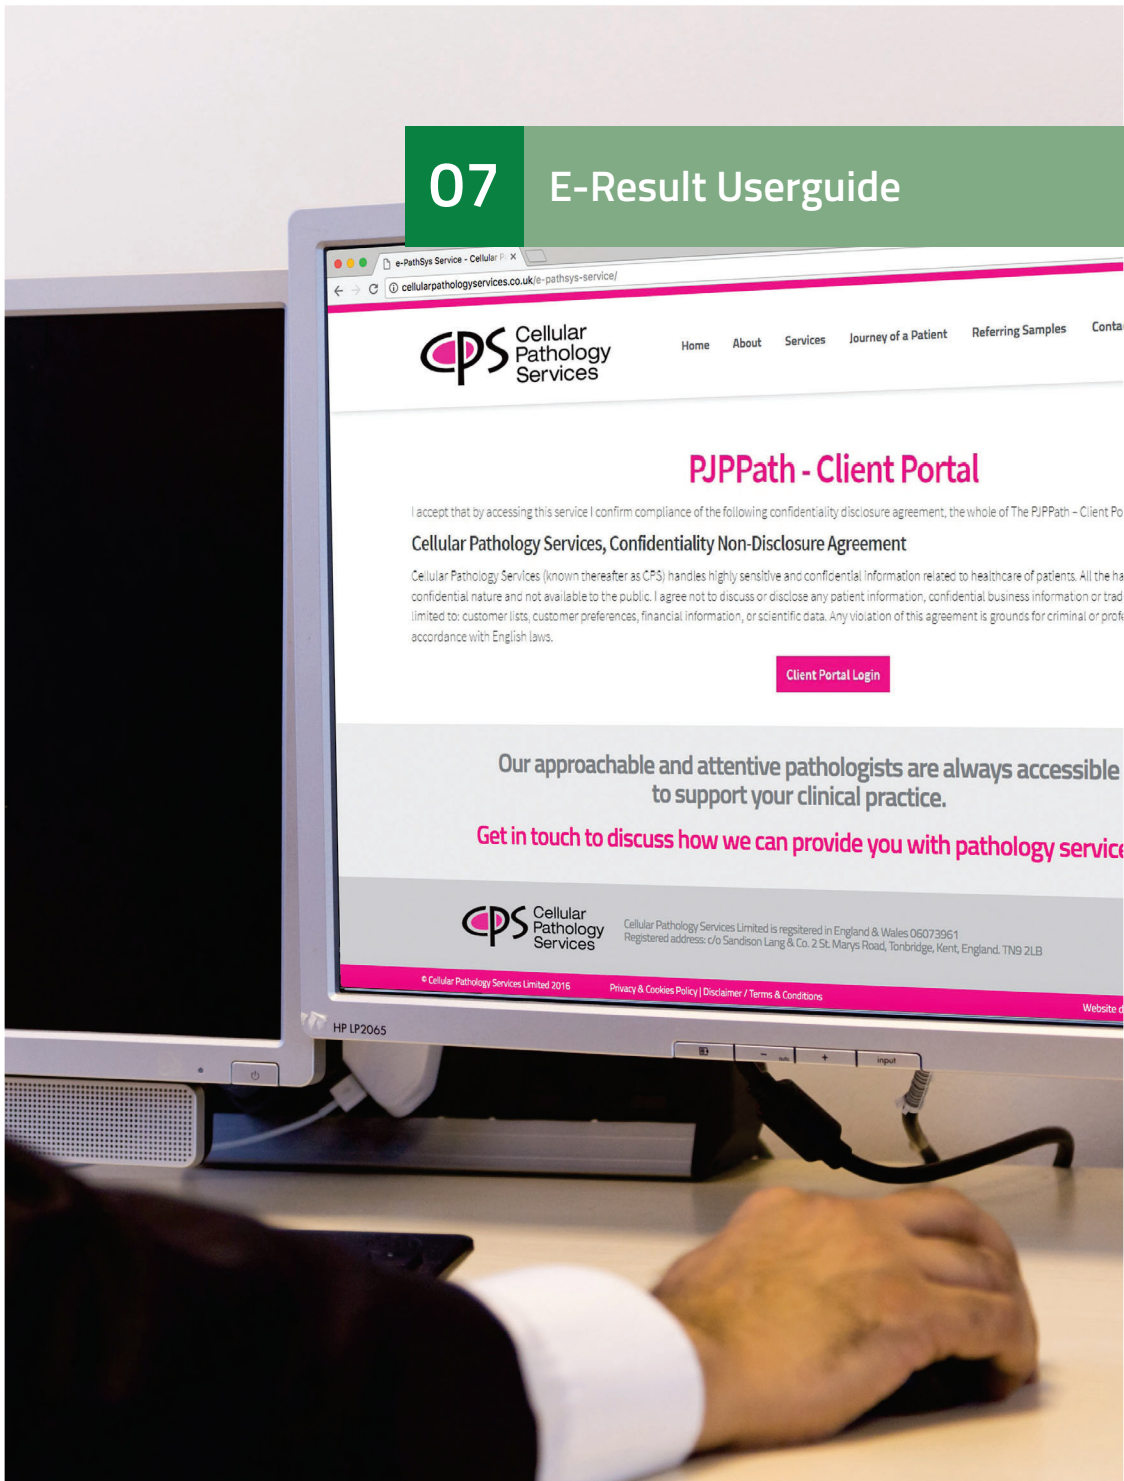 07 E-Result Userguide
e-PathSys Service - Cellular P
cellularpathologyservices.co.uk/e-pathsys-service/
CPS Cellular
Pathology
Services
Home About Services Journey of a Patient Referring Samples Conta
PJPPath - Client Portal
I accept that by accessing this service I confirm compliance of the following confidentiality disclosure agreement, the whole of The PJPPath – Client Po
Cellular Pathology Services, Confidentiality Non-Disclosure Agreement
Cellular Pathology Services (known thereafter as CPS) handles highly sensitive and confidential information related to healthcare of patients. All the ha
confidential nature and not available to the public. I agree not to discuss or disclose any patient information, confidential business information or trad
limited to: customer lists, customer preferences, financial information, or scientific data. Any violation of this agreement is grounds for criminal or profe
accordance with English laws.
Client Portal Login
Our approachable and attentive pathologists are always accessible
to support your clinical practice.
Get in touch to discuss how we can provide you with pathology service
CPS Cellular
Pathology
Services
Cellular Pathology Services Limited is regsitered in England & Wales 06073961
Registered address: c/o Sandison Lang & Co. 2 St. Marys Road, Tonbridge, Kent, England. TN9 2LB
© Cellular Pathology Services Limited 2016 Privacy & Cookies Policy | Disclaimer / Terms & Conditions Website d
HP LP2065
input